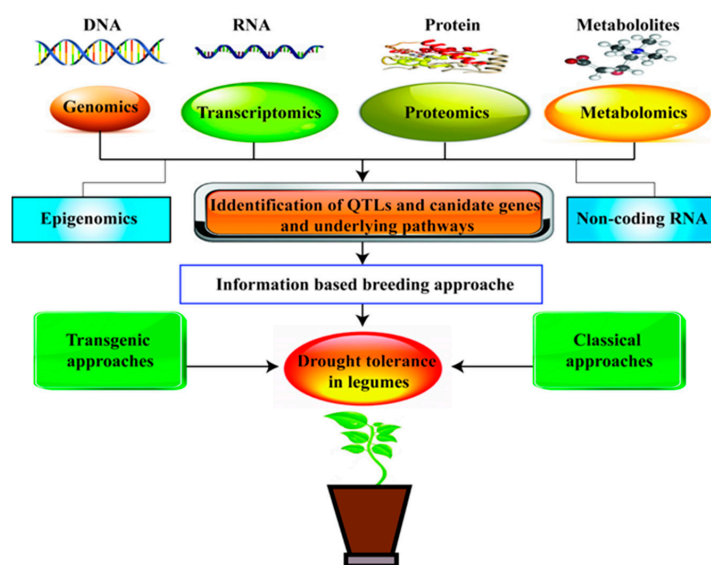 DNA RNA Protein Metabololites
Genomics Transcriptomics Proteomics Metabolomics
Epigenomics
Iddentification of QTLs and canidate genes
and underlying pathways
Non-coding RNA
Information based breeding approache
Transgenic
approaches
Classical
approaches
Drought tolerance
in legumes